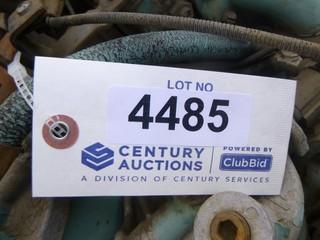 LOT NO
4485
CENTURY
AUCTIONS
POWERED BY
ClubBid
A DIVISION OF CENTURY SERVICES